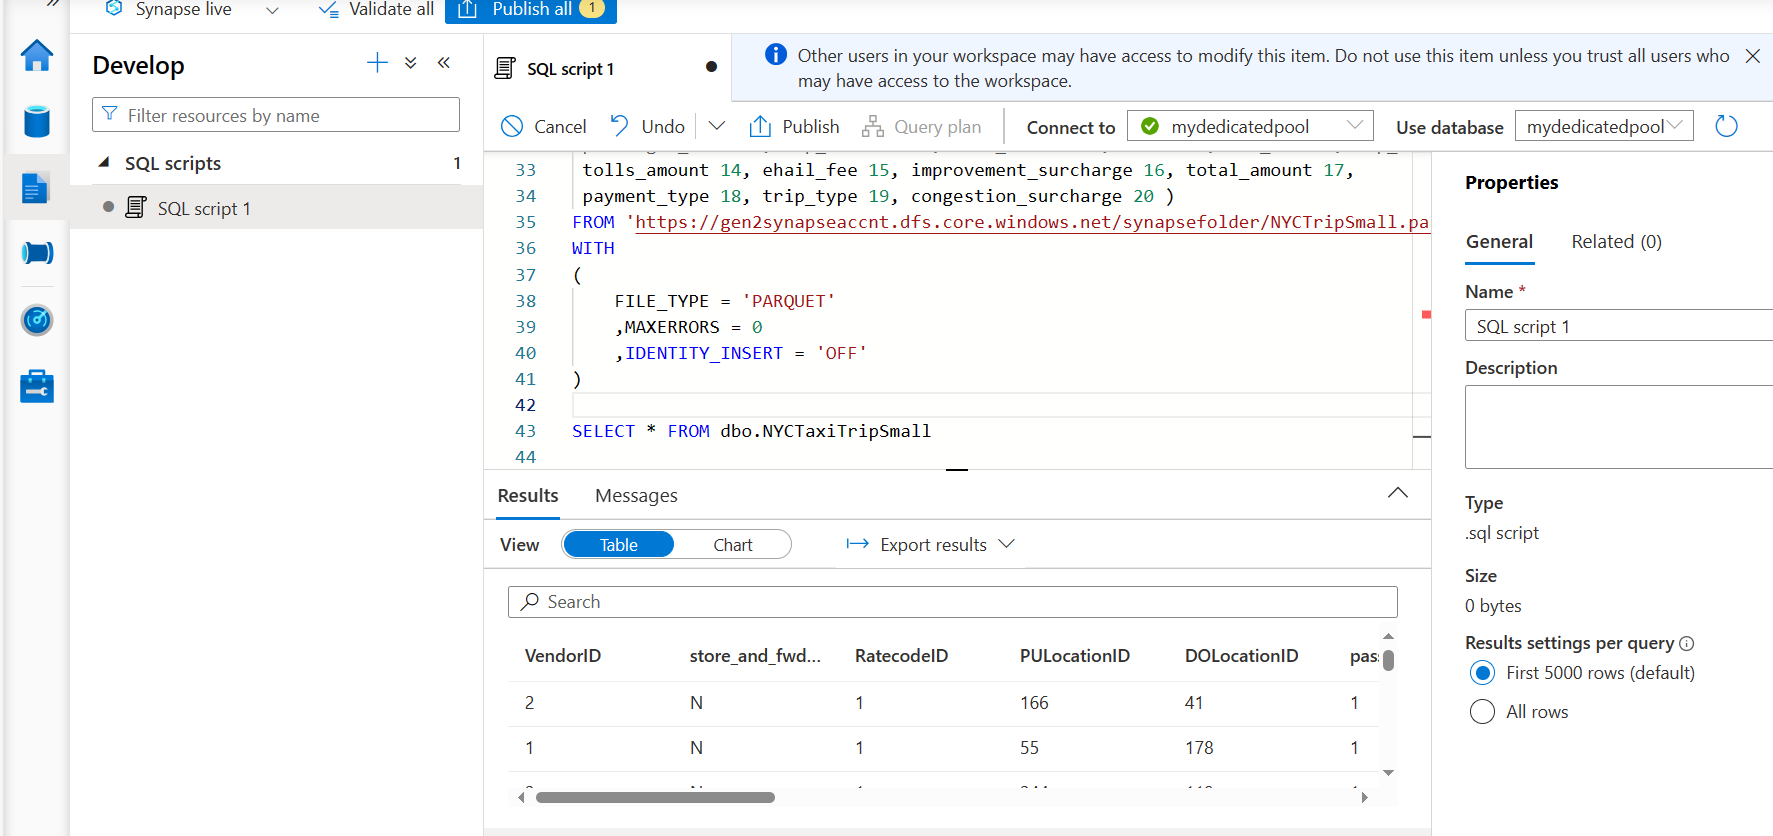 Synapse live
Validate all
Publish all 1
Develop
Filter resources by name
SQL scripts 1
SQL script 1
SQL script 1
Other users in your workspace may have access to modify this item. Do not use this item unless you trust all users who
may have access to the workspace.
Cancel Undo Publish Query plan Connect to mydedicatedpool Use database mydedicatedpool
33 tolls_amount 14, ehail_fee 15, improvement_surcharge 16, total_amount 17,
34 payment_type 18, trip_type 19, congestion_surcharge 20 )
35 FROM 'https://gen2synapseaccnt.dfs.core.windows.net/synapsefolder/NYCTripSmall.pa
36 WITH
37 (
38 FILE_TYPE = 'PARQUET'
39 ,MAXERRORS = 0
40 ,IDENTITY_INSERT = 'OFF'
41 )
42
43 SELECT * FROM dbo.NYCTaxiTripSmall
44
Results Messages
View Table Chart Export results
Search
VendorID store_and_fwd... RatecodeID PULocationID DOLocationID pas
2 N 1 166 41 1
1 N 1 55 178 1
Properties
General Related (0)
Name *
SQL script 1
Description
Type
.sql script
Size
0 bytes
Results settings per query
First 5000 rows (default)
All rows